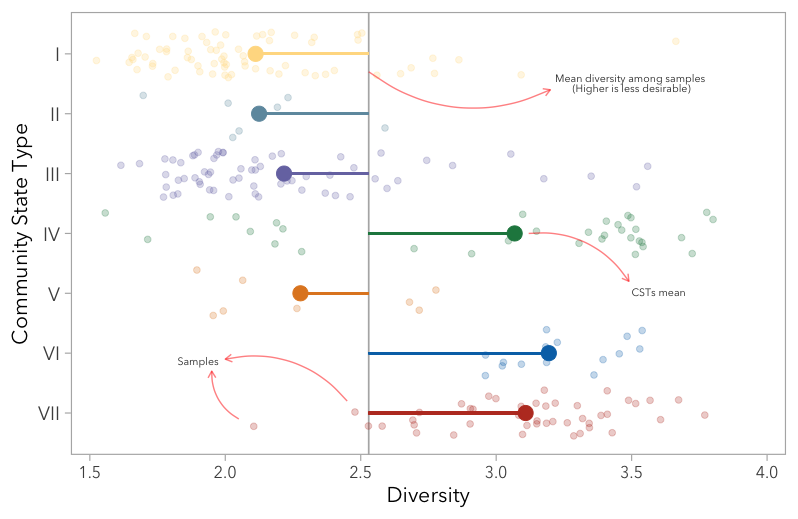 Community State Type
I
II
III
IV
V
VI
VII
Mean diversity among samples
(Higher is less desirable)
CSTs mean
Samples
1.5 2.0 2.5 3.0 3.5 4.0
Diversity